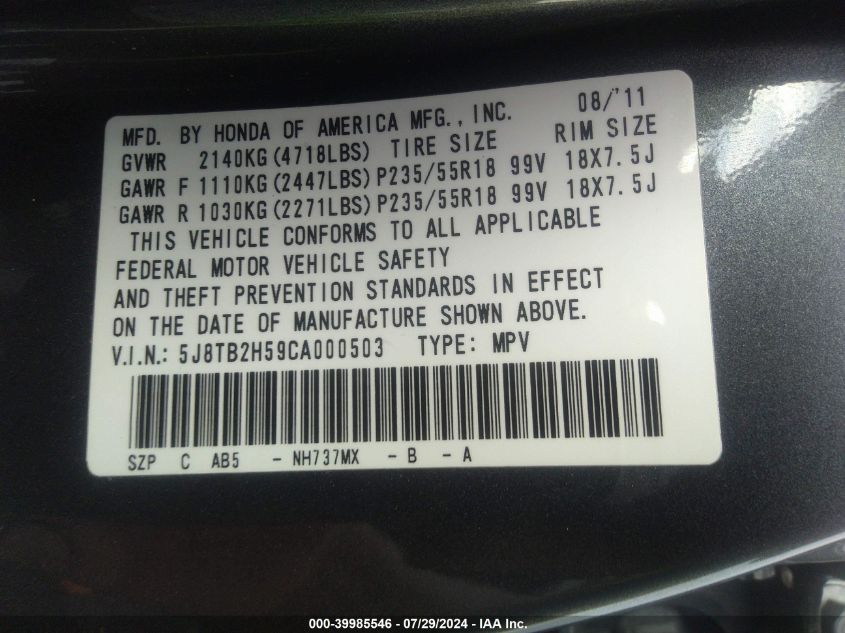 MFD. BY HONDA OF AMERICA MFG., INC. 08/'11
GVWR 2140KG(4718LBS) TIRE SIZE RIM SIZE
GAWR F 1110KG(2447LBS) P235/55R18 99V 18X7.5J
GAWR R 1030KG(2271LBS) P235/55R18 99V 18X7.5J
THIS VEHICLE CONFORMS TO ALL APPLICABLE
FEDERAL MOTOR VEHICLE SAFETY
AND THEFT PREVENTION STANDARDS IN EFFECT
ON THE DATE OF MANUFACTURE SHOWN ABOVE.
V.I.N.: 5J8TB2H59CA000503 TYPE: MPV
SZP C AB5 - NH737MX - B - A
000-39985546 - 07/29/2024 - IAA Inc.